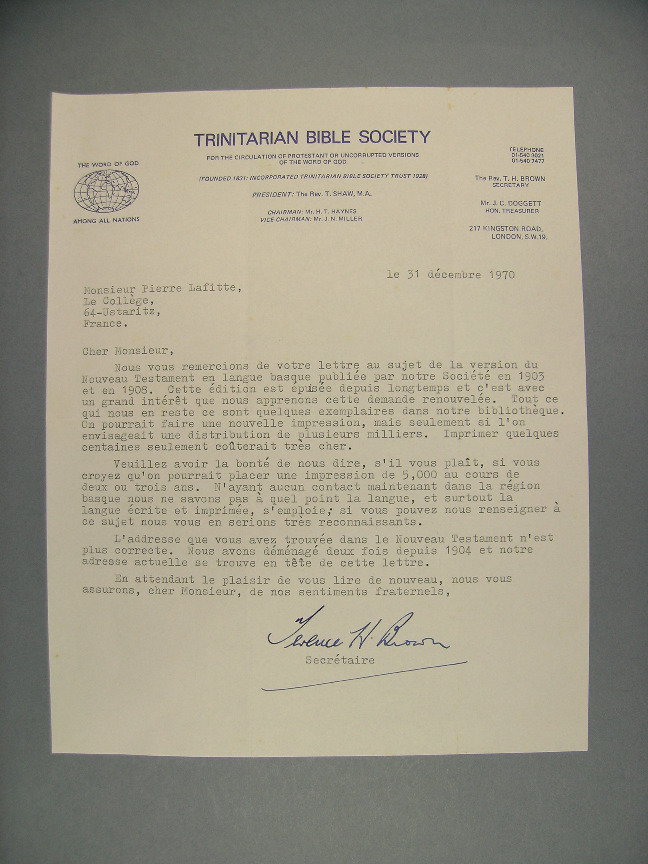 TRINITARIAN BIBLE SOCIETY
FOR THE CIRCULATION OF PROTESTANT OR UNCORRUPTED VERSIONS
OF THE WORD OF GOD
(FOUNDED 1831: INCORPORATED TRINITARIAN BIBLE SOCIETY TRUST 1928)
PRESIDENT: The Rev. T. SHAW, M.A.
CHAIRMAN: Mr. H. T. HAYNES
VICE-CHAIRMAN: Mr. J. N. MILLER
THE WORD OF GOD
AMONG ALL NATIONS
TELEPHONE
01-540 3021
01-540 7477
The Rev. T. H. BROWN
SECRETARY
Mr. J. C. DOGGETT
HON. TREASURER
217 KINGSTON ROAD,
LONDON, S.W.19.
le 31 décembre 1970
Monsieur Pierre Lafitte,
Le Collège,
64-Ustaritz,
France.
Cher Monsieur,
Nous vous remercions de votre lettre au sujet de la version du
Nouveau Testament en langue basque publiée par notre Société en 1903
et en 1908. Cette édition est épuisée depuis longtemps et c'est avec
un grand intérêt que nous apprenons cette demande renouvelée. Tout ce
qui nous en reste ce sont quelques exemplaires dans notre bibliothèque.
On pourrait faire une nouvelle impression, mais seulement si l'on
envisageait une distribution de plusieurs milliers. Imprimer quelques
centaines seulement coûterait très cher.
Veuillez avoir la bonté de nous dire, s'il vous plaît, si vous
croyez qu'on pourrait placer une impression de 5,000 au cours de
deux ou trois ans. N'ayant aucun contact maintenant dans la région
basque nous ne savons pas à quel point la langue, et surtout la
langue écrite et imprimée, s'emploie; si vous pouvez nous renseigner à
ce sujet nous vous en serions très reconnaissants.
L'addresse que vous avez trouvée dans le Nouveau Testament n'est
plus correcte. Nous avons déménagé deux fois depuis 1904 et notre
adresse actuelle se trouve en tête de cette lettre.
En attendant le plaisir de vous lire de nouveau, nous vous
assurons, cher Monsieur, de nos sentiments fraternels,
Terence H. Brown
Secrétaire